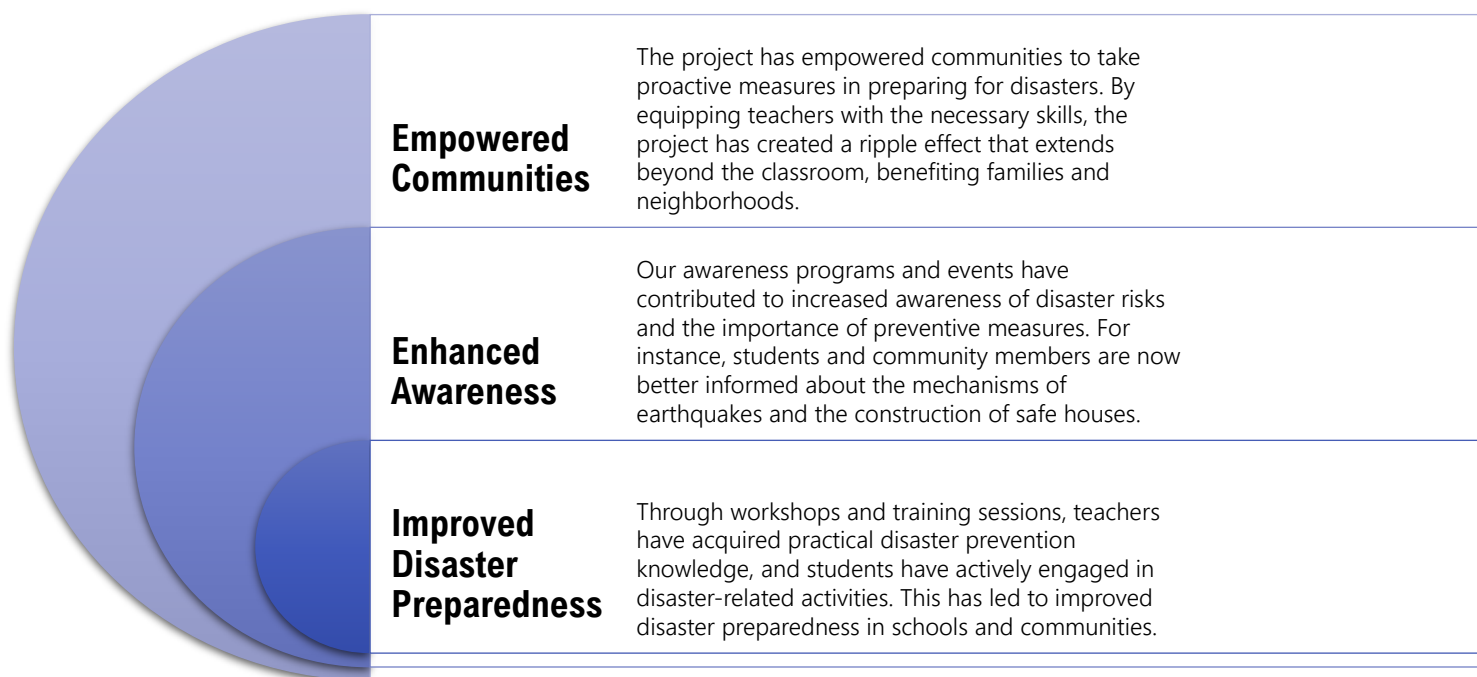 Empowered
Communities
The project has empowered communities to take
proactive measures in preparing for disasters. By
equipping teachers with the necessary skills, the
project has created a ripple effect that extends
beyond the classroom, benefiting families and
neighborhoods.
Enhanced
Awareness
Our awareness programs and events have
contributed to increased awareness of disaster risks
and the importance of preventive measures. For
instance, students and community members are now
better informed about the mechanisms of
earthquakes and the construction of safe houses.
Improved
Disaster
Preparedness
Through workshops and training sessions, teachers
have acquired practical disaster prevention
knowledge, and students have actively engaged in
disaster-related activities. This has led to improved
disaster preparedness in schools and communities.